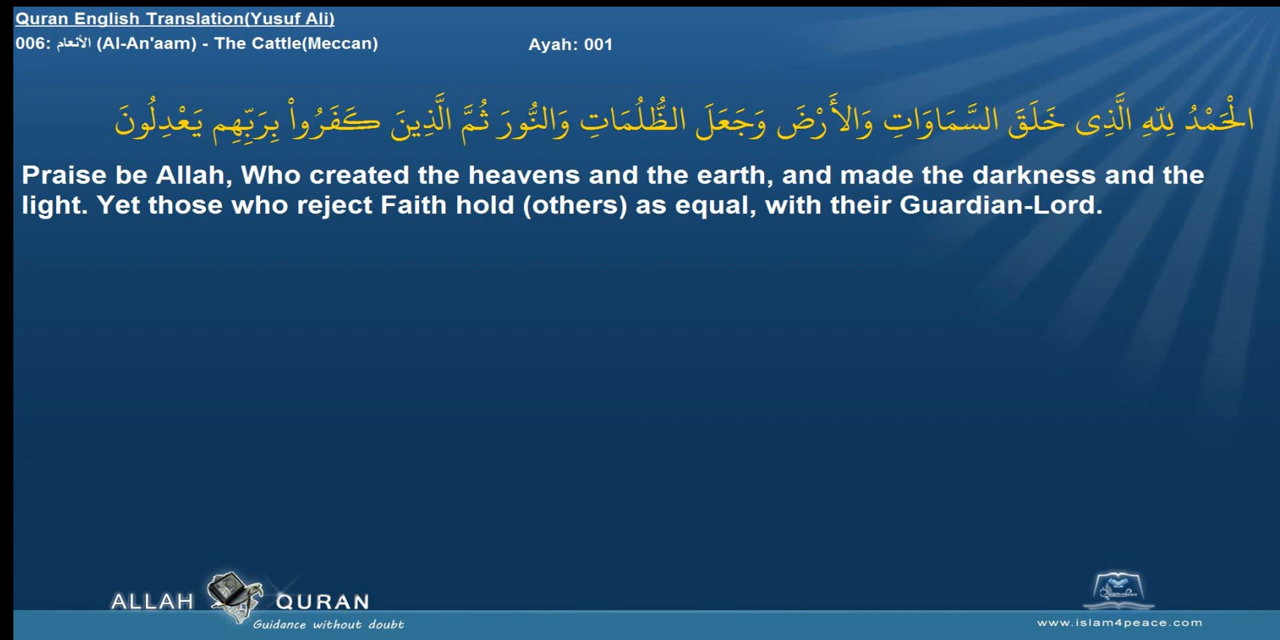 Quran English Translation(Yusuf Ali)
006: الأنعام (Al-An'aam) - The Cattle(Meccan) Ayah: 001
الْحَمْدُ لِلّهِ الَّذِى خَلَقَ السَّمَاوَاتِ وَالأَرْضَ وَجَعَلَ الظُّلُمَاتِ وَالنُّورَ ثُمَّ الَّذِينَ كَفَرُواْ بِرَبِّهِم يَعْدِلُونَ
Praise be Allah, Who created the heavens and the earth, and made the darkness and the
light. Yet those who reject Faith hold (others) as equal, with their Guardian-Lord.
ALLAH QURAN
Guidance without doubt
www.islam4peace.com